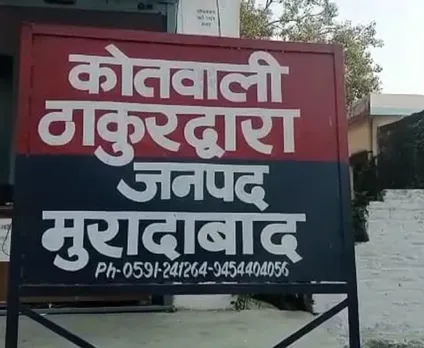 कोतवाली
ठाकुरद्वारा
जनपद
मुरादाबाद
Ph-0591-241264-9454404056